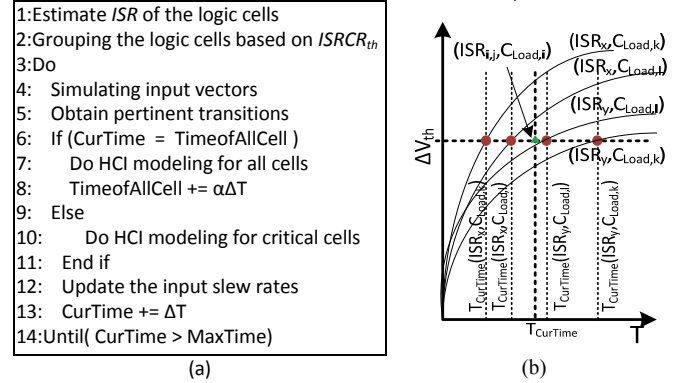 1:Estimate ISR of the logic cells
2:Grouping the logic cells based on ISRCRth
3:Do
4: Simulating input vectors
5: Obtain pertinent transitions
6: If (CurTime = TimeofAllCell )
7: Do HCI modeling for all cells
8: TimeofAllCell += αΔT
9: Else
10: Do HCI modeling for critical cells
11: End if
12: Update the input slew rates
13: CurTime += ΔT
14:Until( CurTime > MaxTime)
(a)
ΔVth
(ISRi,j,CLoad,i)
(ISRx,CLoad,k)
(ISRx,CLoad,l)
(ISRy,CLoad,l)
(ISRy,CLoad,k)
TCurTime(ISRx,CLoad,k)
TCurTime(ISRx,CLoad,l)
TCurTime(ISRy,CLoad,l)
TCurTime(ISRy,CLoad,k)
TCurTime
T
(b)